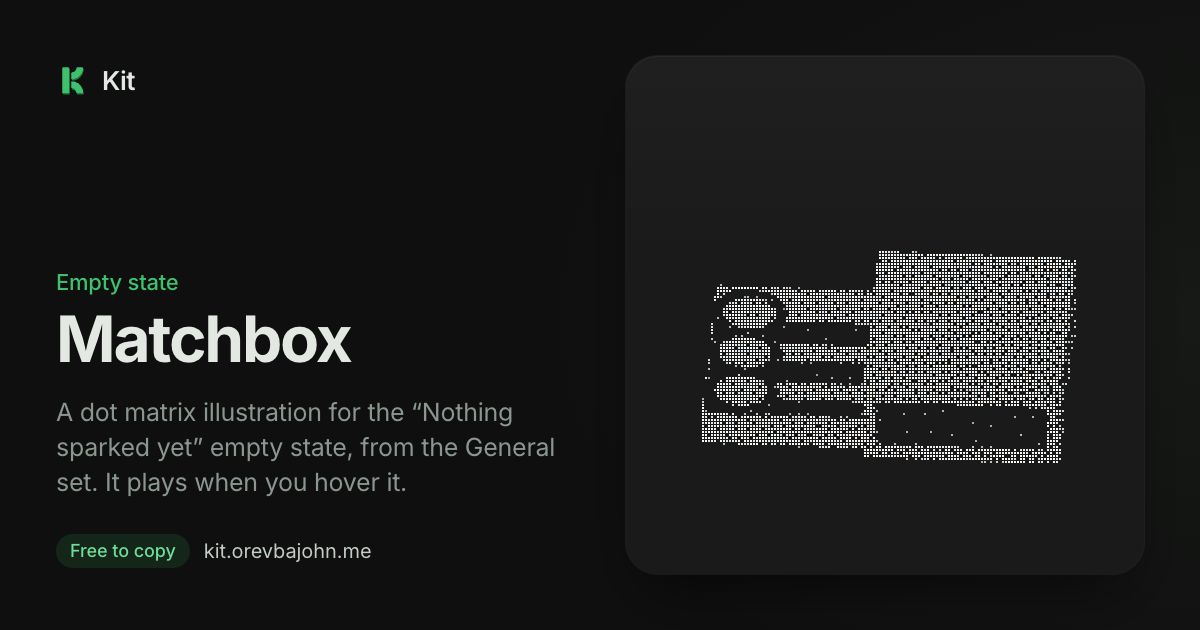 Kit
Empty state
Matchbox
A dot matrix illustration for the “Nothing
sparked yet” empty state, from the General
set. It plays when you hover it.
Free to copy
kit.orevbajohn.me